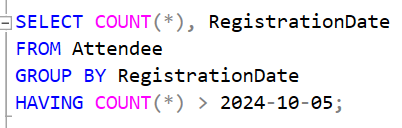 SELECT COUNT(*), RegistrationDate
FROM Attendee
GROUP BY RegistrationDate
HAVING COUNT(*) > 2024-10-05;